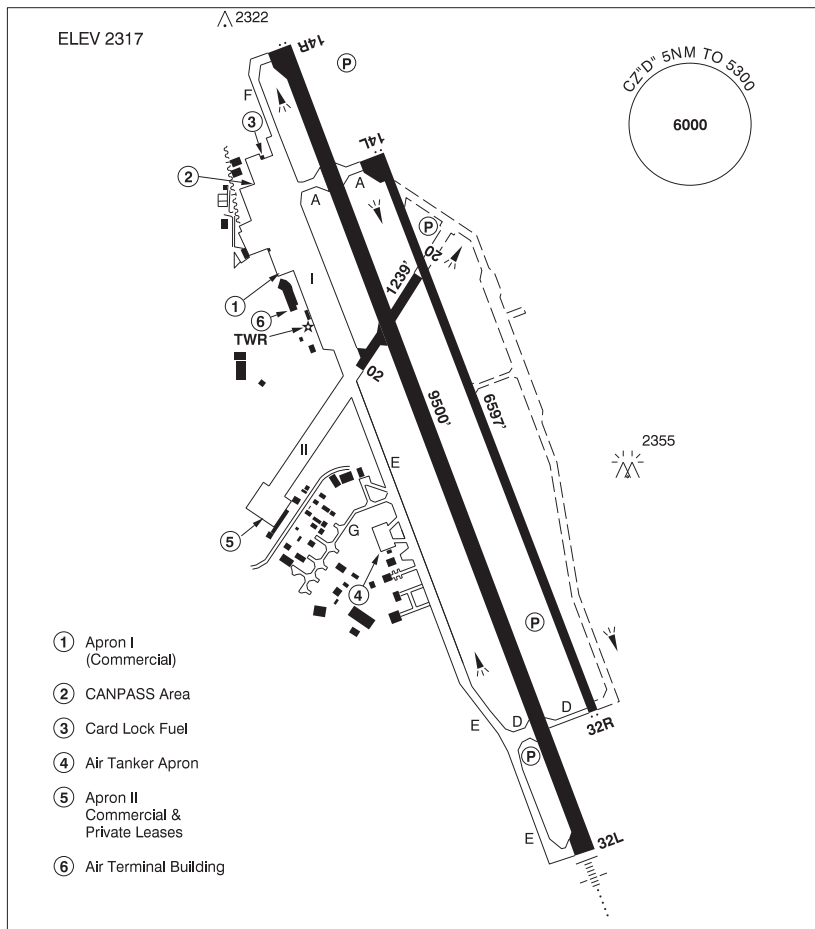 2322
ELEV 2317
14R
P
CZ"D" 5NM TO 5300
6000
F
3
14L
2
A
A
P
20
1239'
I
1
6
TWR
02
9500'
6597'
2355
II
E
5
G
4
P
E
D
D
32R
P
E
32L
1 Apron I
(Commercial)
2 CANPASS Area
3 Card Lock Fuel
4 Air Tanker Apron
5 Apron II
Commercial &
Private Leases
6 Air Terminal Building